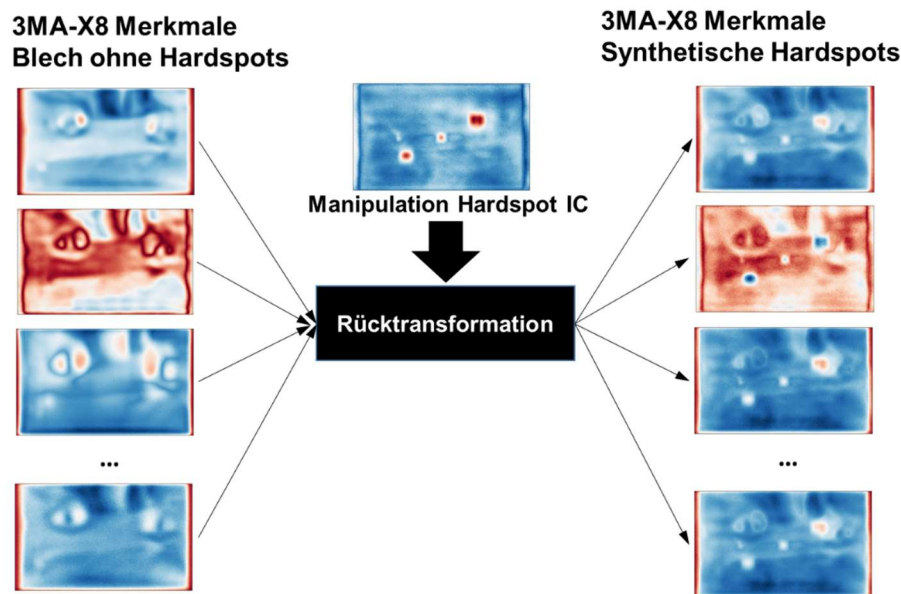 3MA-X8 Merkmale
Blech ohne Hardspots
3MA-X8 Merkmale
Synthetische Hardspots
Manipulation Hardspot IC
Rücktransformation
...
...